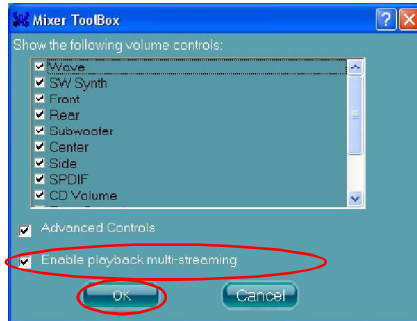 Mixer ToolBox
Show the following volume controls:
Wave
SW Synth
Front
Rear
Subwoofer
Center
Side
SPDIF
CD Volume
Advanced Controls
Enable playback multi-streaming
OK
Cancel